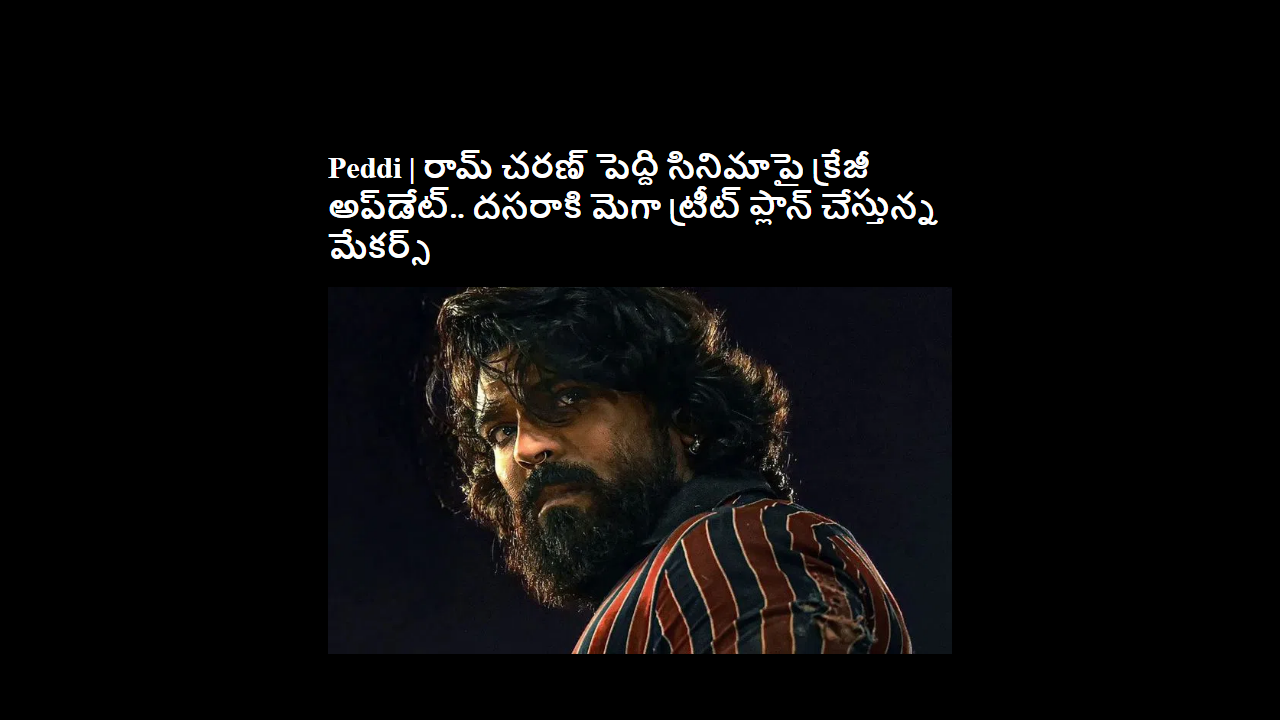 Peddi | రామ్ చరణ్ పెద్ది సినిమాపై క్రేజీ
అప్‌డేట్.. దసరాకి మెగా ట్రీట్ ప్లాన్ చేస్తున్న
మేకర్స్